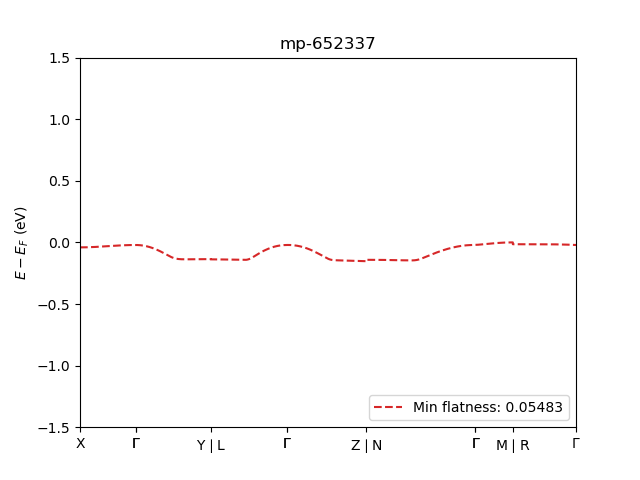 mp-652337
1.5
1.0
0.5
0.0
−0.5
−1.0
−1.5
E − E_F (eV)
Min flatness: 0.05483
X Γ Y | L Γ Z | N Γ M | R Γ